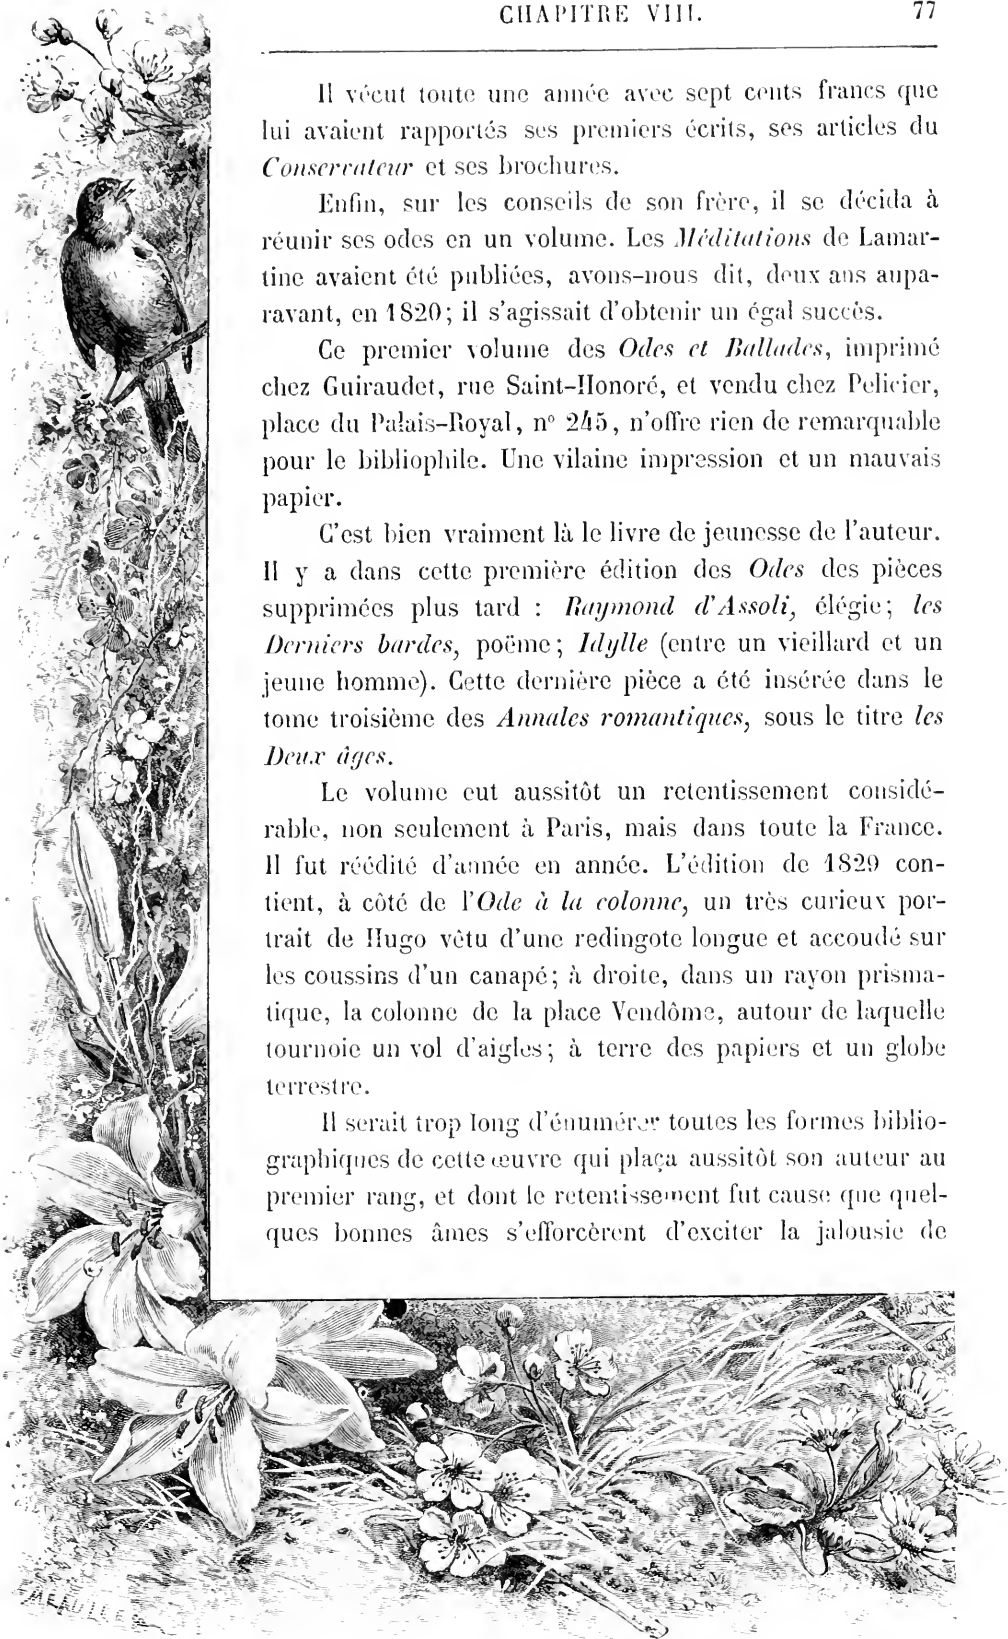 CHAPITRE VIII.
77
Il vécut toute une année avec sept cents francs que
lui avaient rapportés ses premiers écrits, ses articles du
Conservateur et ses brochures.
Enfin, sur les conseils de son frère, il se décida à
réunir ses odes en un volume. Les Méditations de Lamar-
tine avaient été publiées, avons-nous dit, deux ans aupa-
ravant, en 1820; il s'agissait d'obtenir un égal succès.
Ce premier volume des Odes et Ballades, imprimé
chez Guiraudet, rue Saint-Honoré, et vendu chez Pelicier,
place du Palais-Royal, n° 245, n'offre rien de remarquable
pour le bibliophile. Une vilaine impression et un mauvais
papier.
C'est bien vraiment là le livre de jeunesse de l'auteur.
Il y a dans cette première édition des Odes des pièces
supprimées plus tard : Raymond d'Assoli, élégie; les
Derniers bardes, poëme; Idylle (entre un vieillard et un
jeune homme). Cette dernière pièce a été insérée dans le
tome troisième des Annales romantiques, sous le titre les
Deux âges.
Le volume eut aussitôt un retentissement considé-
rable, non seulement à Paris, mais dans toute la France.
Il fut réédité d'année en année. L'édition de 1829 con-
tient, à côté de l'Ode à la colonne, un très curieux por-
trait de Hugo vêtu d'une redingote longue et accoudé sur
les coussins d'un canapé; à droite, dans un rayon prisma-
tique, la colonne de la place Vendôme, autour de laquelle
tournoie un vol d'aigles; à terre des papiers et un globe
terrestre.
Il serait trop long d'énumérer toutes les formes biblio-
graphiques de cette œuvre qui plaça aussitôt son auteur au
premier rang, et dont le retentissement fut cause que quel-
ques bonnes âmes s'efforcèrent d'exciter la jalousie de
MEAULLE